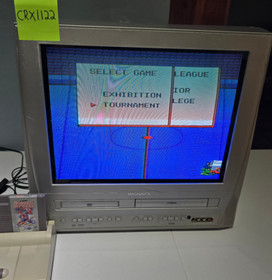 CRX1122
SELECT GAME
LEAGUE
EXHIBITION
IOR
TOURNAMENT
LEGE